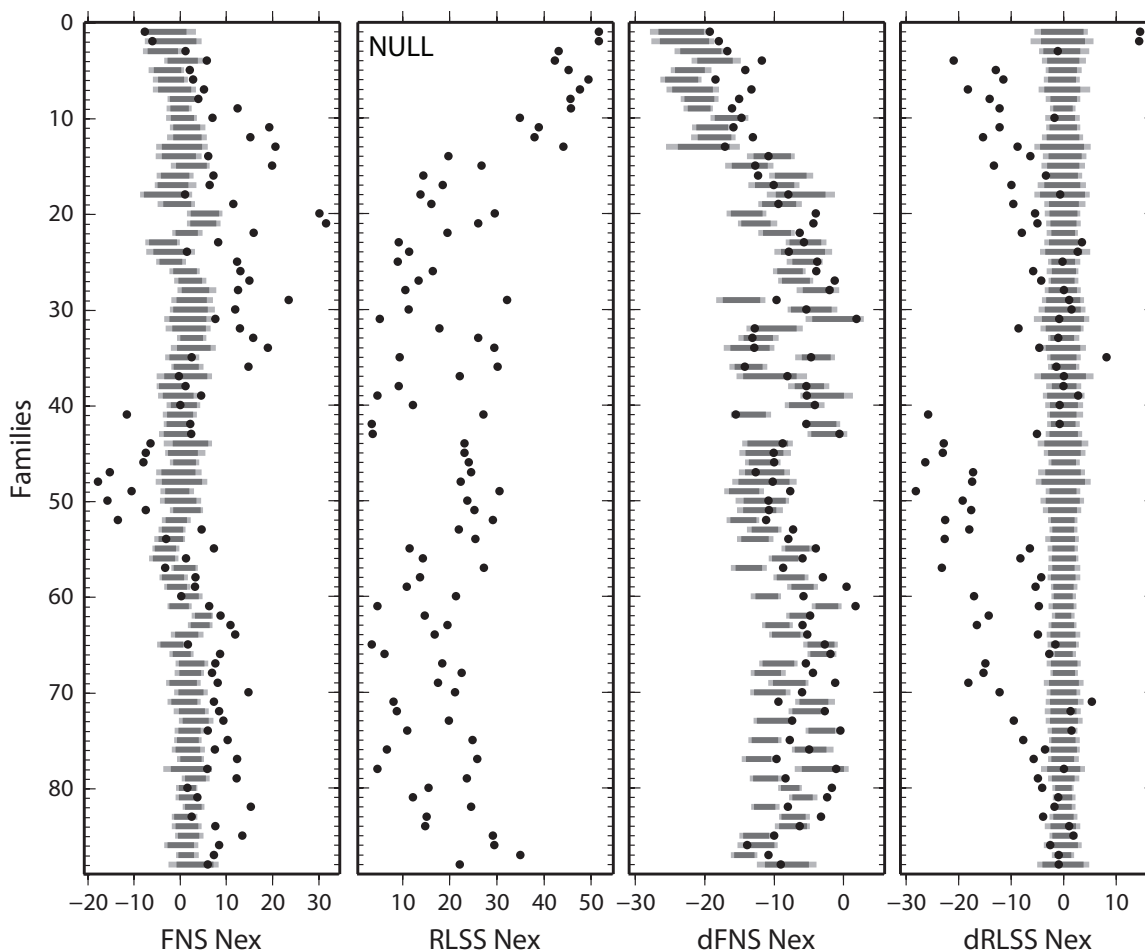 Families
0
10
20
30
40
50
60
70
80
NULL
−20 −10 0 10 20 30
10 20 30 40 50
−30 −20 −10 0
−30 −20 −10 0 10
FNS Nex
RLSS Nex
dFNS Nex
dRLSS Nex